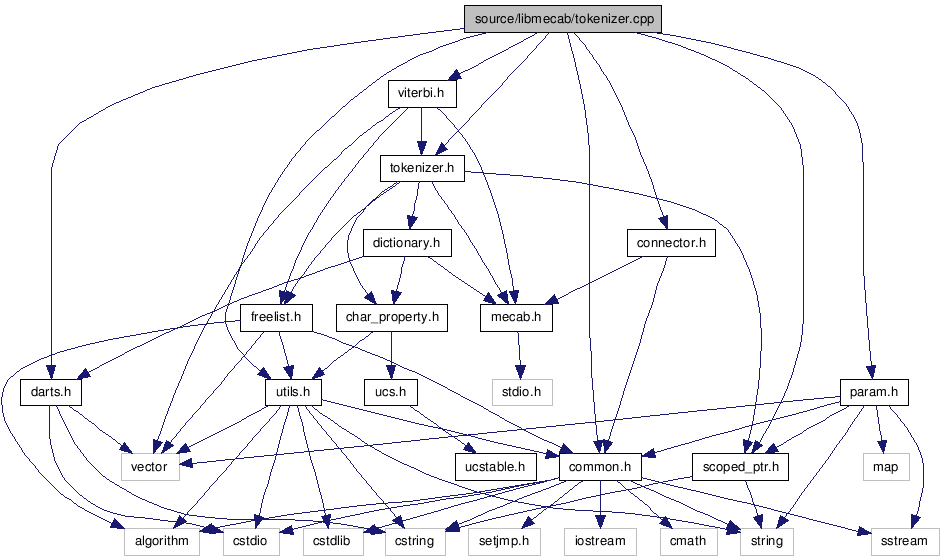 source/libmecab/tokenizer.cpp
viterbi.h
tokenizer.h
dictionary.h
connector.h
freelist.h
char_property.h
mecab.h
darts.h
utils.h
ucs.h
stdio.h
param.h
vector
ucstable.h
common.h
scoped_ptr.h
map
algorithm
cstdio
cstdlib
cstring
setjmp.h
iostream
cmath
string
sstream